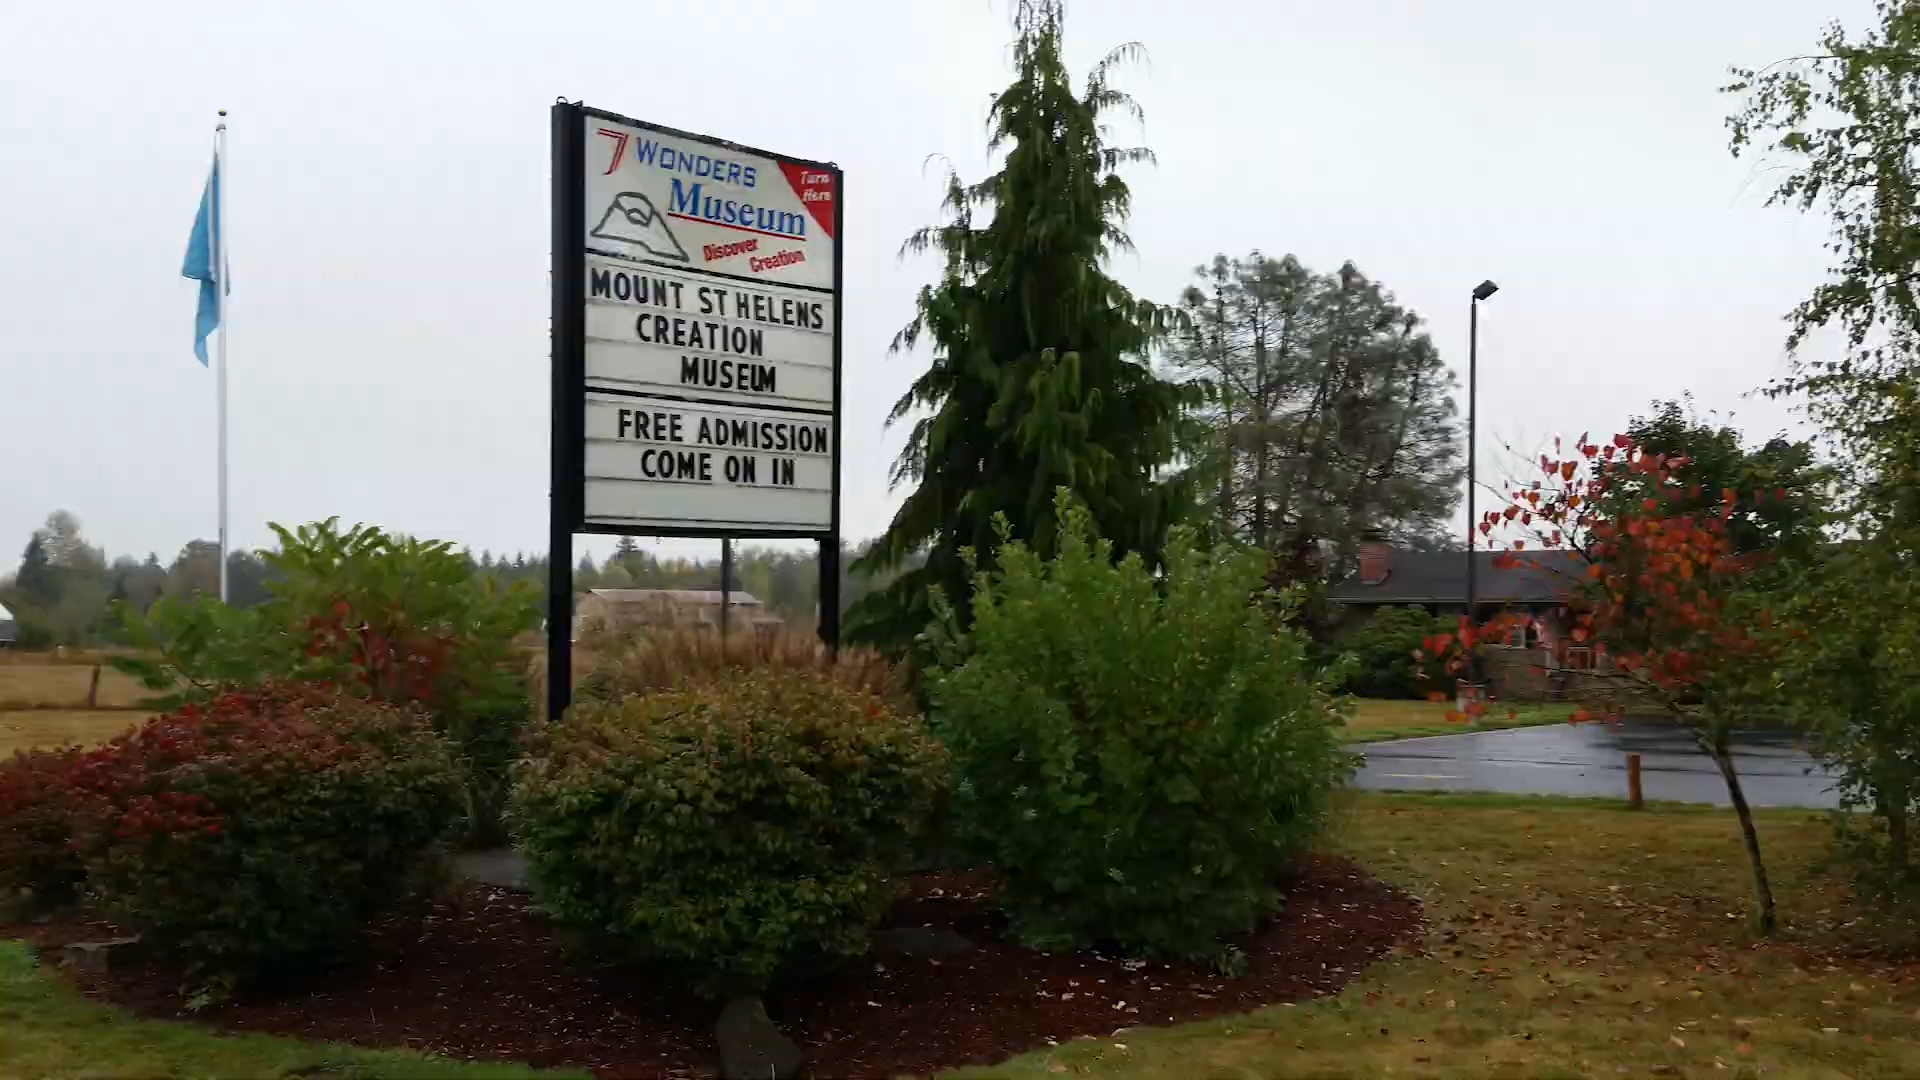 7 WONDERS
Museum
Turn
Here
Discover
Creation
MOUNT ST HELENS
CREATION
MUSEUM
FREE ADMISSION
COME ON IN